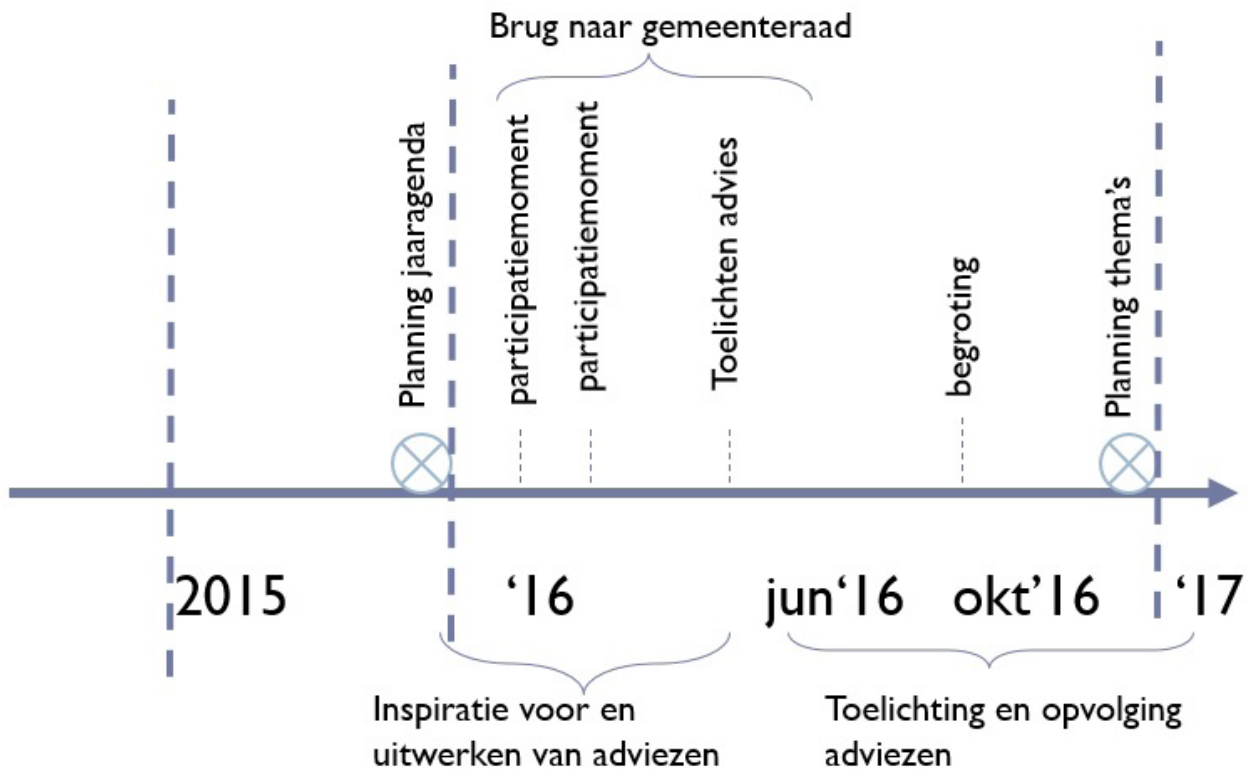 Brug naar gemeenteraad
Planning jaaragenda
participatiemoment
participatiemoment
Toelichten advies
begroting
Planning thema's
2015
‘16
jun‘16
okt’16
‘17
Inspiratie voor en
uitwerken van adviezen
Toelichting en opvolging
adviezen